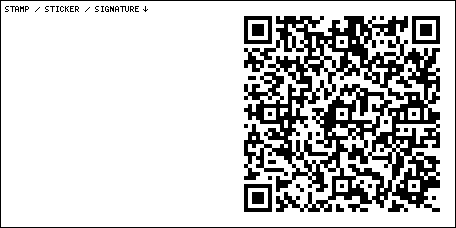 STAMP / STICKER / SIGNATURE ↓